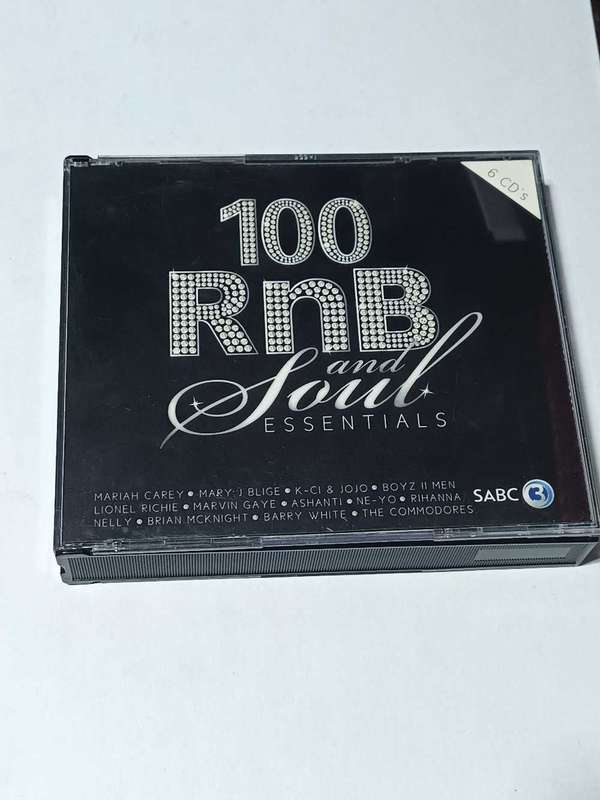 6 CD's
100
RnB
and
Soul
ESSENTIALS
MARIAH CAREY • MARY J BLIGE • K-CI & JOJO • BOYZ II MEN
LIONEL RICHIE • MARVIN GAYE • ASHANTI • NE-YO • RIHANNA
NELLY • BRIAN MCKNIGHT • BARRY WHITE • THE COMMODORES
SABC 3